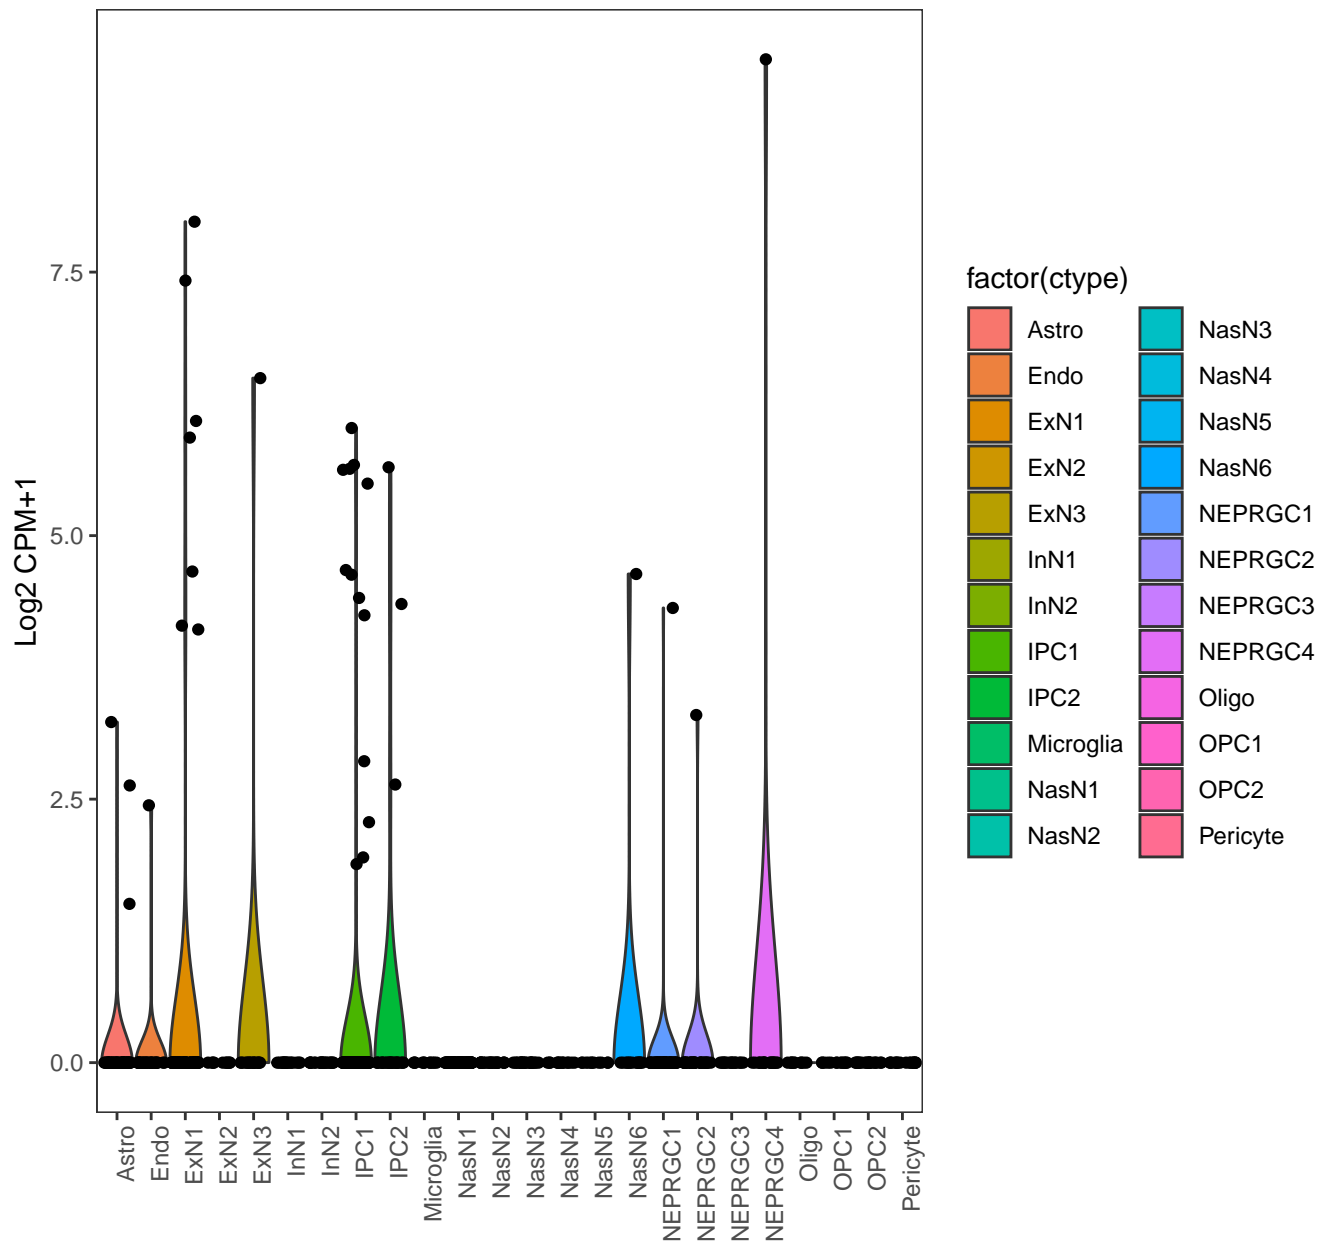 Log2 CPM+1
7.5
5.0
2.5
0.0
Astro
Endo
ExN1
ExN2
ExN3
InN1
InN2
IPC1
IPC2
Microglia
NasN1
NasN2
NasN3
NasN4
NasN5
NasN6
NEPRGC1
NEPRGC2
NEPRGC3
NEPRGC4
Oligo
OPC1
OPC2
Pericyte
factor(ctype)
Astro
Endo
ExN1
ExN2
ExN3
InN1
InN2
IPC1
IPC2
Microglia
NasN1
NasN2
NasN3
NasN4
NasN5
NasN6
NEPRGC1
NEPRGC2
NEPRGC3
NEPRGC4
Oligo
OPC1
OPC2
Pericyte